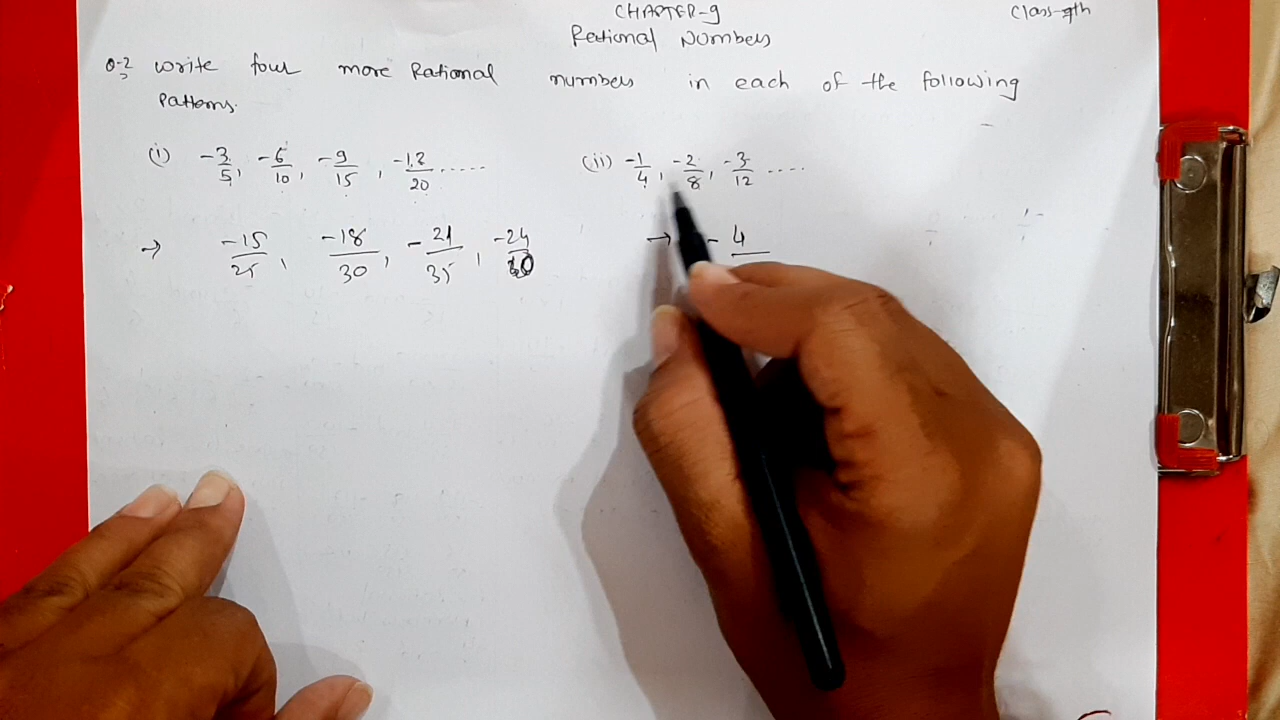 CHAPTER-9
Class-7th
Rational Numbers
Q-2 Write four more Rational numbers in each of the following
Patterns.
(i) -3/5, -6/10, -9/15, -12/20 ...... (ii) -1/4, -2/8, -3/12 ....
→ -15/25, -18/30, -21/35, -24/40 → -4